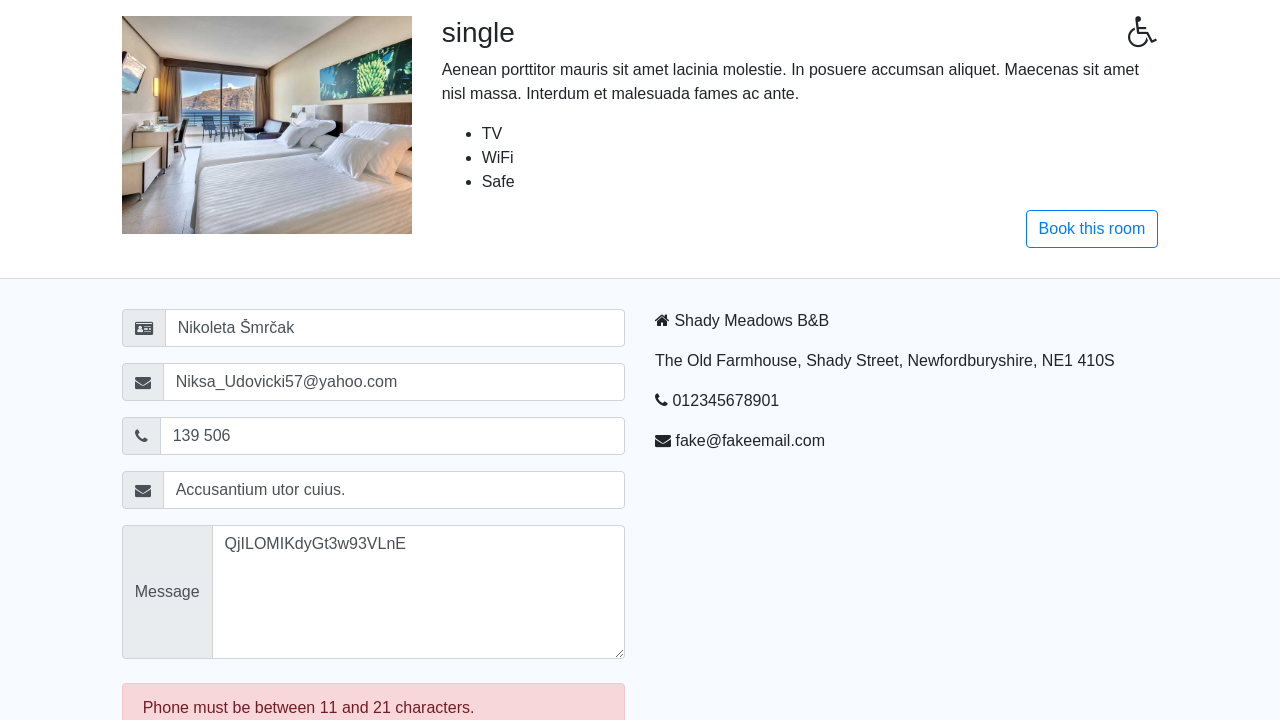 single
Aenean porttitor mauris sit amet lacinia molestie. In posuere accumsan aliquet. Maecenas sit amet
nisl massa. Interdum et malesuada fames ac ante.
TV
WiFi
Safe
Book this room
Nikoleta Šmrčak
Niksa_Udovicki57@yahoo.com
139 506
Accusantium utor cuius.
Message
QjILOMIKdyGt3w93VLnE
Phone must be between 11 and 21 characters.
Shady Meadows B&B
The Old Farmhouse, Shady Street, Newfordburyshire, NE1 410S
012345678901
fake@fakeemail.com